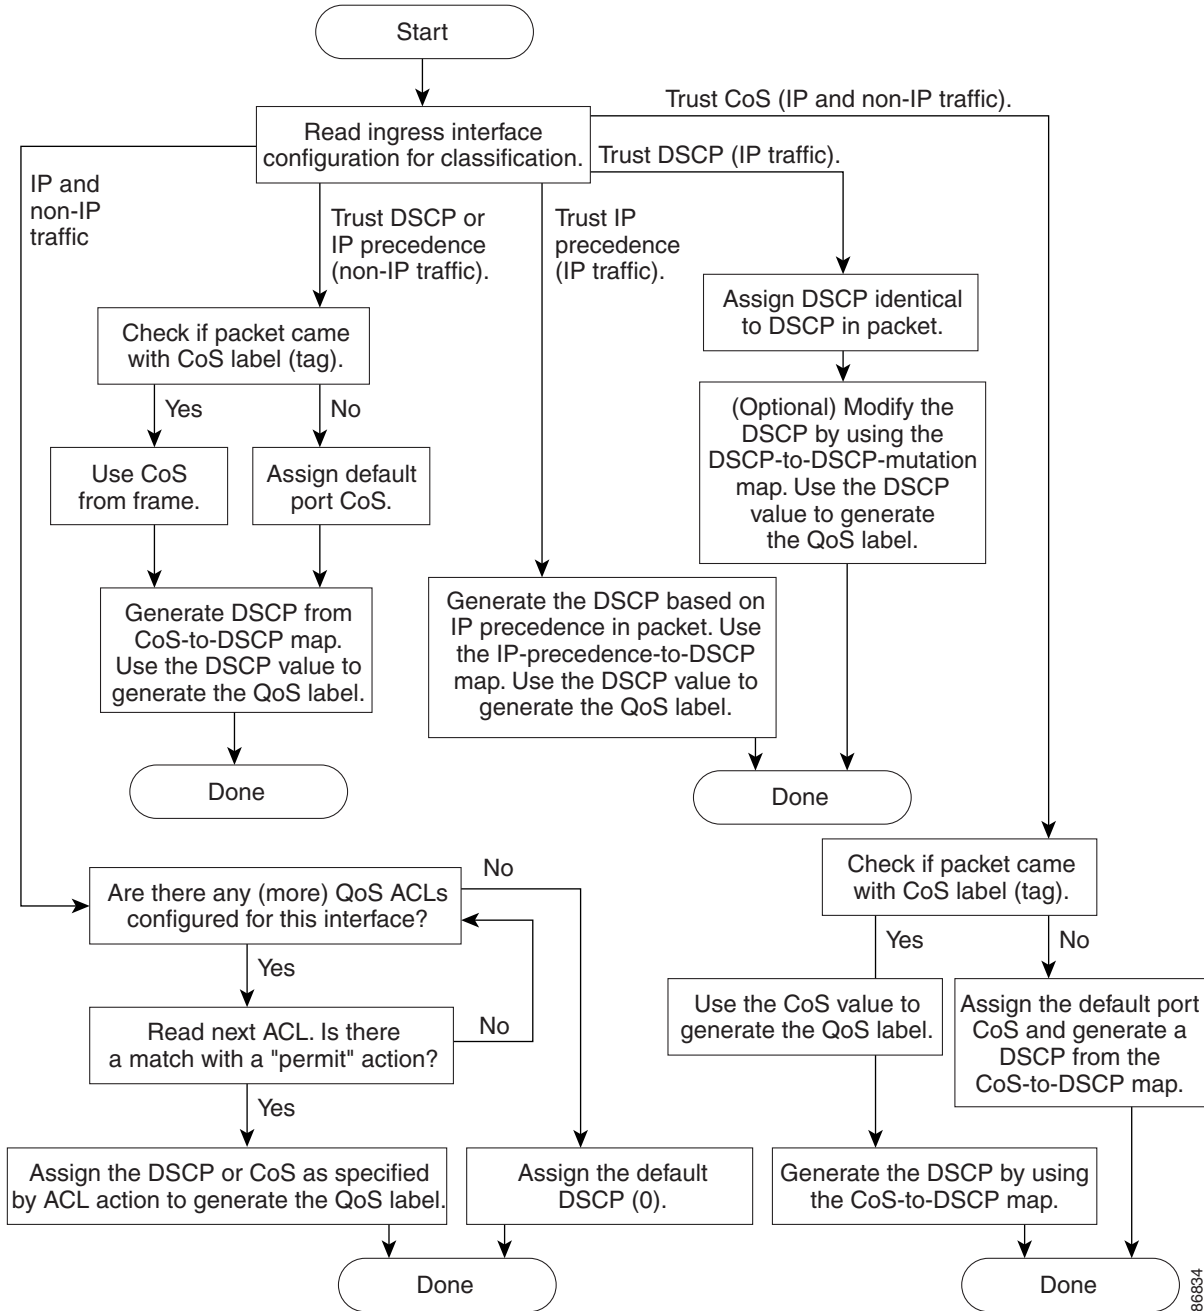 Start
Trust CoS (IP and non-IP traffic).
Read ingress interface
configuration for classification.
Trust DSCP (IP traffic).
IP and
non-IP
traffic
Trust DSCP or
IP precedence
(non-IP traffic).
Trust IP
precedence
(IP traffic).
Assign DSCP identical
to DSCP in packet.
Check if packet came
with CoS label (tag).
Yes
No
(Optional) Modify the
DSCP by using the
DSCP-to-DSCP-mutation
map. Use the DSCP
value to generate
the QoS label.
Use CoS
from frame.
Assign default
port CoS.
Generate DSCP from
CoS-to-DSCP map.
Use the DSCP value to
generate the QoS label.
Generate the DSCP based on
IP precedence in packet. Use
the IP-precedence-to-DSCP
map. Use the DSCP value to
generate the QoS label.
Done
Done
Are there any (more) QoS ACLs
configured for this interface?
No
Check if packet came
with CoS label (tag).
Yes
Yes
No
Read next ACL. Is there
a match with a "permit" action?
No
Use the CoS value to
generate the QoS label.
Assign the default port
CoS and generate a
DSCP from the
CoS-to-DSCP map.
Yes
Assign the DSCP or CoS as specified
by ACL action to generate the QoS label.
Assign the default
DSCP (0).
Generate the DSCP by using
the CoS-to-DSCP map.
Done
Done
86834